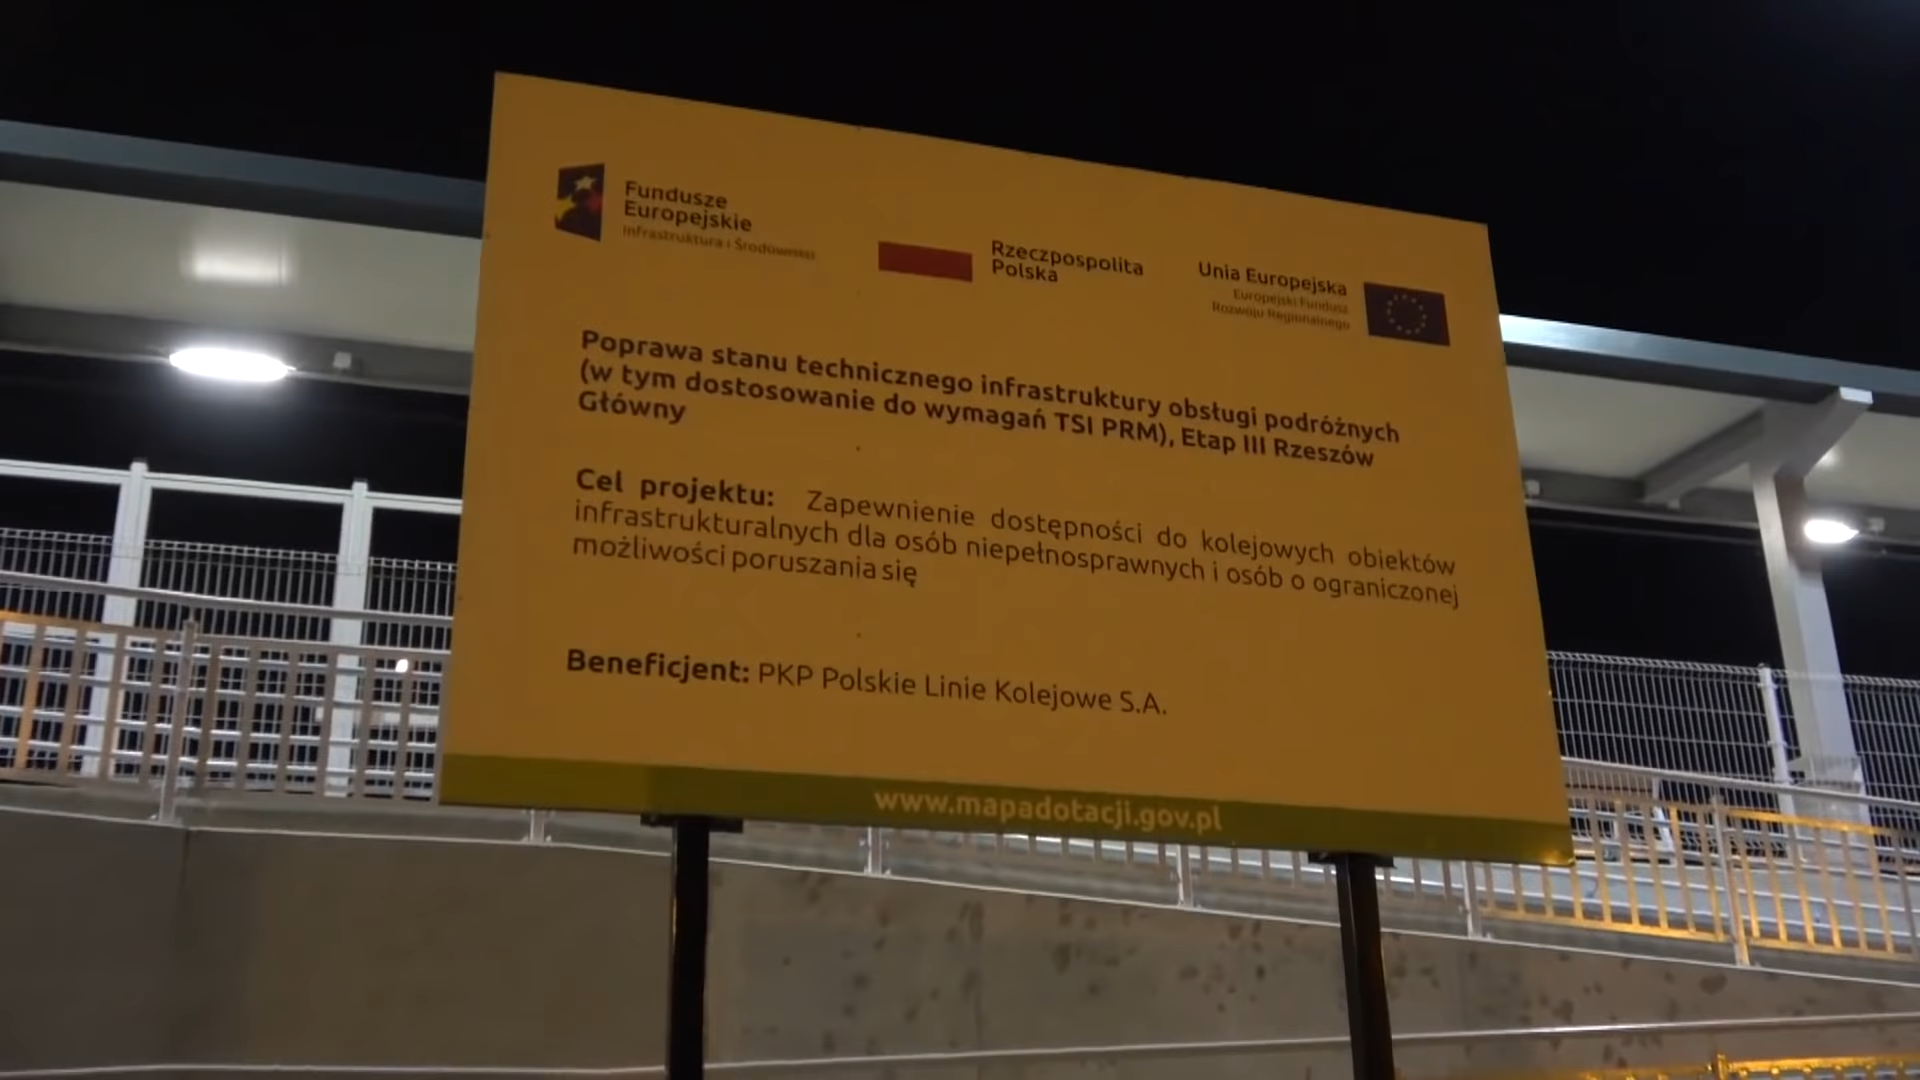 Fundusze
Europejskie
Infrastruktura i Środowisko
Rzeczpospolita
Polska
Unia Europejska
Europejski Fundusz
Rozwoju Regionalnego
Poprawa stanu technicznego infrastruktury obsługi podróżnych
(w tym dostosowanie do wymagań TSI PRM), Etap III Rzeszów
Główny
Cel projektu: Zapewnienie dostępności do kolejowych obiektów
infrastrukturalnych dla osób niepełnosprawnych i osób o ograniczonej
możliwości poruszania się
Beneficjent: PKP Polskie Linie Kolejowe S.A.
www.mapadotacji.gov.pl